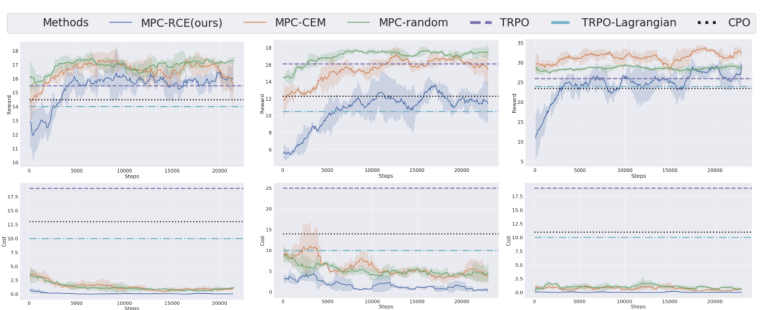 Methods MPC-RCE(ours) MPC-CEM MPC-random TRPO TRPO-Lagrangian CPO
18
17
16
15
14
13
12
11
10
Reward
0 5000 10000 15000 20000
Steps
18
16
14
12
10
8
6
Reward
0 5000 10000 15000 20000
Steps
35
30
25
20
15
10
5
Reward
0 5000 10000 15000 20000
Steps
17.5
15.0
12.5
10.0
7.5
5.0
2.5
0.0
Cost
0 5000 10000 15000 20000
Steps
25
20
15
10
5
0
Cost
0 5000 10000 15000 20000
Steps
17.5
15.0
12.5
10.0
7.5
5.0
2.5
0.0
Cost
0 5000 10000 15000 20000
Steps